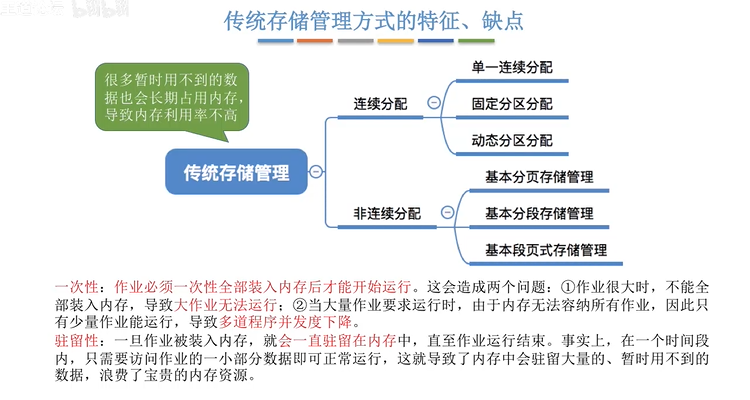 传统存储管理方式的特征、缺点
很多暂时用不到的数
据也会长期占用内存，
导致内存利用率不高
传统存储管理
连续分配
单一连续分配
固定分区分配
动态分区分配
非连续分配
基本分页存储管理
基本分段存储管理
基本段页式存储管理
一次性：作业必须一次性全部装入内存后才能开始运行。这会造成两个问题：①作业很大时，不能全
部装入内存，导致大作业无法运行；②当大量作业要求运行时，由于内存无法容纳所有作业，因此只
有少量作业能运行，导致多道程序并发度下降。
驻留性：一旦作业被装入内存，就会一直驻留在内存中，直至作业运行结束。事实上，在一个时间段
内，只需要访问作业的一小部分数据即可正常运行，这就导致了内存中会驻留大量的、暂时用不到的
数据，浪费了宝贵的内存资源。